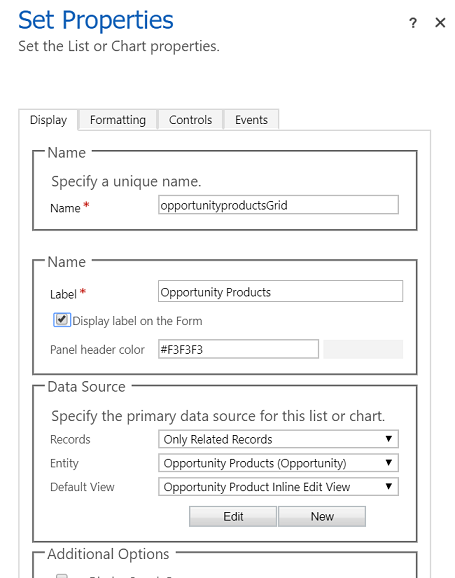 Set Properties
? ✕
Set the List or Chart properties.
Display Formatting Controls Events
Name
Specify a unique name.
Name * opportunityproductsGrid
Name
Label * Opportunity Products
Display label on the Form
Panel header color #F3F3F3
Data Source
Specify the primary data source for this list or chart.
Records Only Related Records
Entity Opportunity Products (Opportunity)
Default View Opportunity Product Inline Edit View
Edit New
Additional Options